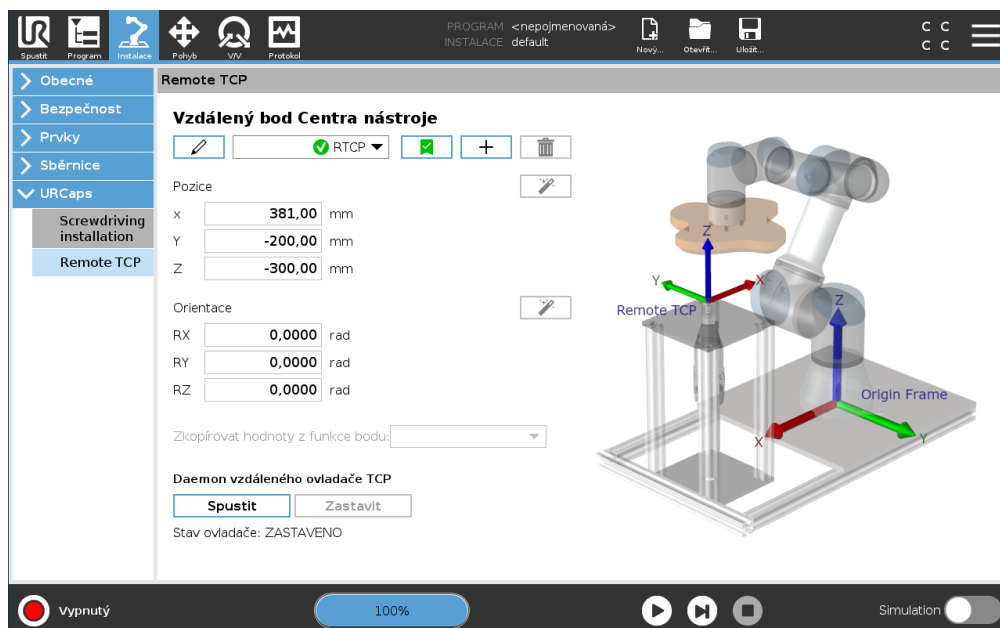 PROGRAM <nepojmenovaná>
INSTALACE default
C C
C C
Spustit Program Instalace Pohyb V/V Protokol Nový... Otevřít... Uložit...
Obecné
Bezpečnost
Prvky
Sběrnice
URCaps
Screwdriving
installation
Remote TCP
Remote TCP
Vzdálený bod Centra nástroje
RTCP
Pozice
x 381,00 mm
Y -200,00 mm
Z -300,00 mm
Orientace
RX 0,0000 rad
RY 0,0000 rad
RZ 0,0000 rad
Zkopírovat hodnoty z funkce bodu:
Daemon vzdáleného ovladače TCP
Spustit Zastavit
Stav ovladače: ZASTAVENO
Z
Y X
Remote TCP
Z
Origin Frame
X Y
Vypnutý 100% Simulation